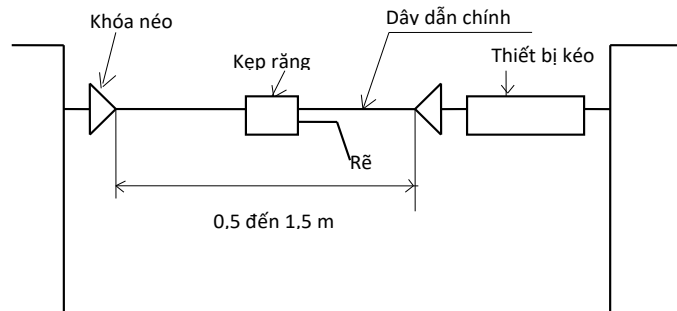 Khóa néo
Dây dẫn chính
Kẹp răng
Thiết bị kéo
Rẽ
0,5 đến 1,5 m